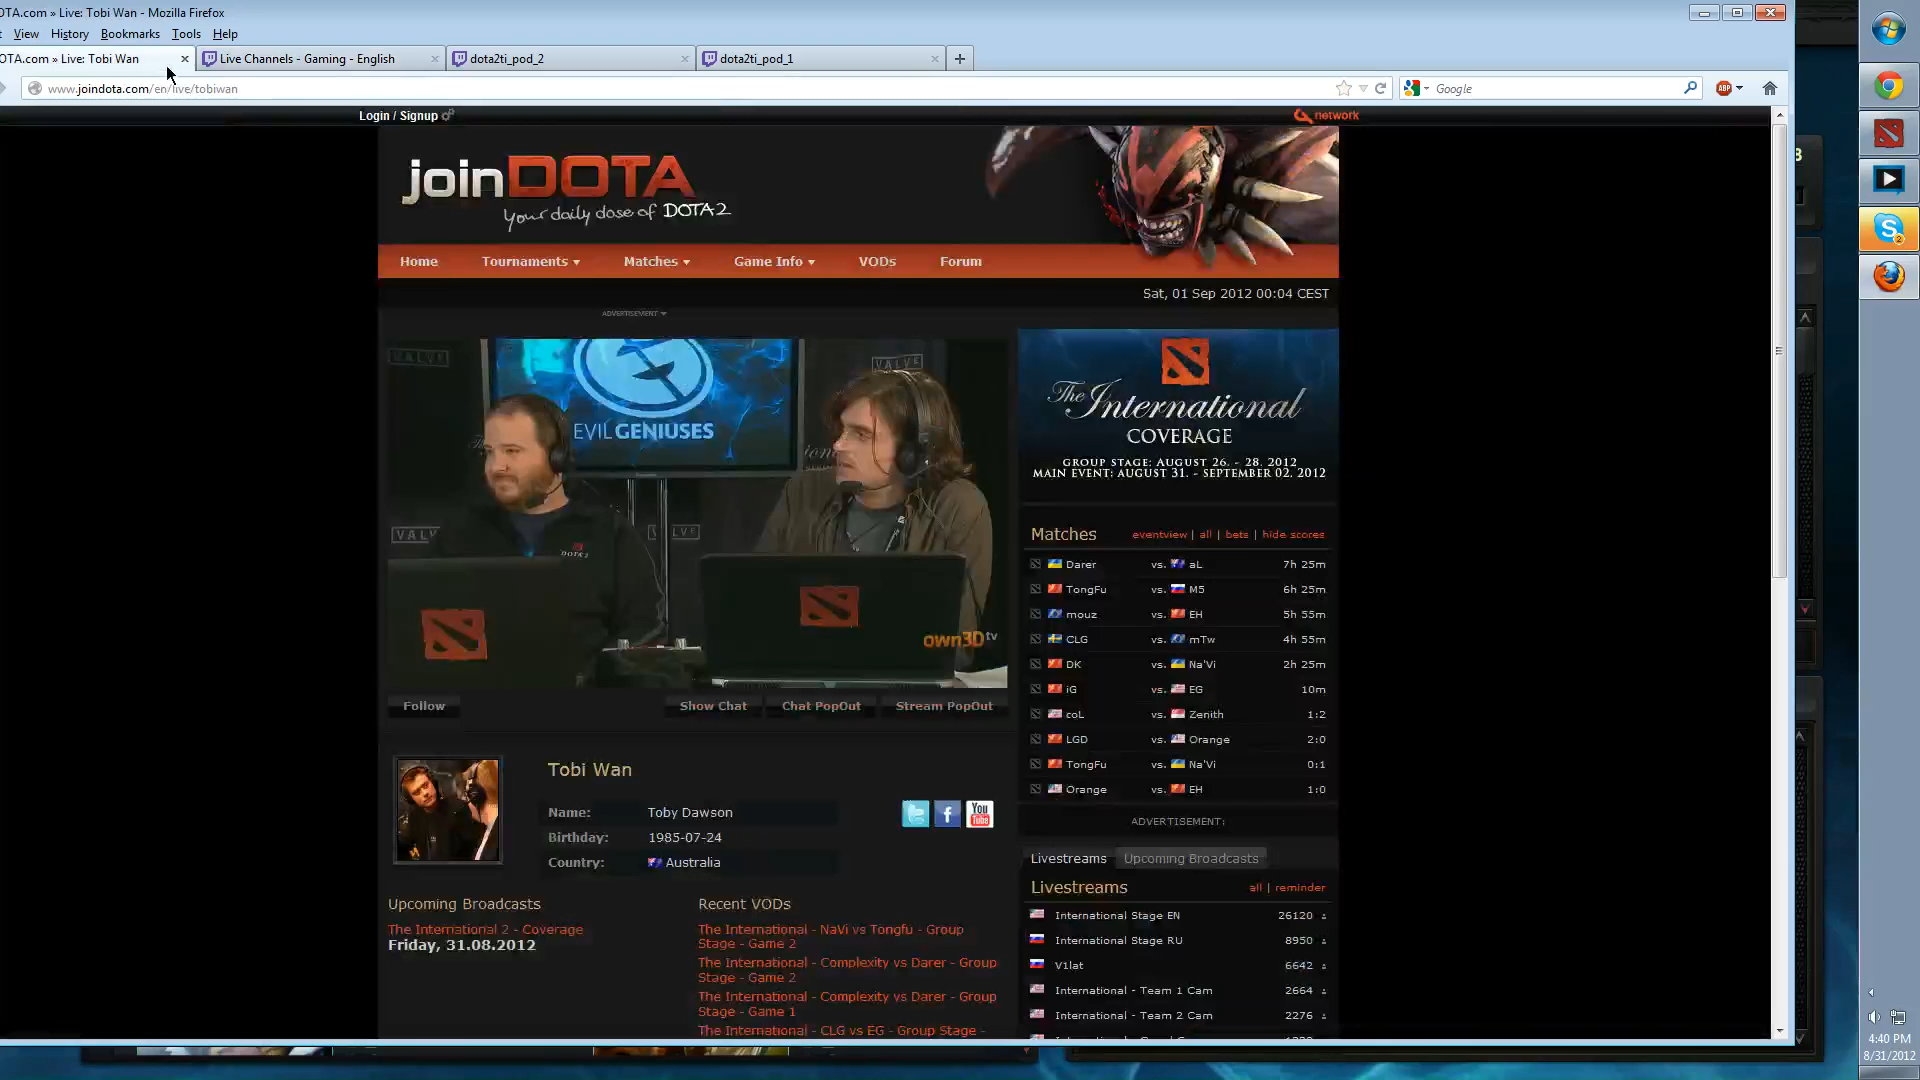 OTA.com » Live: Tobi Wan - Mozilla Firefox
View History Bookmarks Tools Help
OTA.com » Live: Tobi Wan
Live Channels - Gaming - English
dota2ti_pod_2
dota2ti_pod_1
www.joindota.com/en/live/tobiwan
Google
ABP
Login / Signup
network
joinDOTA
your daily dose of DOTA2
Home Tournaments Matches Game Info VODs Forum
Sat, 01 Sep 2012 00:04 CEST
ADVERTISEMENT
VALVE
VALVE
EVIL GENIUSES
VALV
VALVE
DOTA2
own3D tv
The International
COVERAGE
GROUP STAGE: AUGUST 26. - 28. 2012
MAIN EVENT: AUGUST 31. - SEPTEMBER 02. 2012
Matches eventview | all | bets | hide scores
Darer vs. aL 7h 25m
TongFu vs. M5 6h 25m
mouz vs. EH 5h 55m
CLG vs. mTw 4h 55m
DK vs. Na'Vi 2h 25m
iG vs. EG 10m
coL vs. Zenith 1:2
LGD vs. Orange 2:0
TongFu vs. Na'Vi 0:1
Orange vs. EH 1:0
ADVERTISEMENT:
Follow Show Chat Chat PopOut Stream PopOut
Tobi Wan
Name: Toby Dawson
Birthday: 1985-07-24
Country: Australia
You Tube
Upcoming Broadcasts
The International 2 - Coverage
Friday, 31.08.2012
Recent VODs
The International - NaVi vs Tongfu - Group
Stage - Game 2
The International - Complexity vs Darer - Group
Stage - Game 2
The International - Complexity vs Darer - Group
Stage - Game 1
The International - CLG vs EG - Group Stage -
Livestreams Upcoming Broadcasts
Livestreams all | reminder
International Stage EN 26120
International Stage RU 8950
V1lat 6642
International - Team 1 Cam 2664
International - Team 2 Cam 2276
4:40 PM
8/31/2012